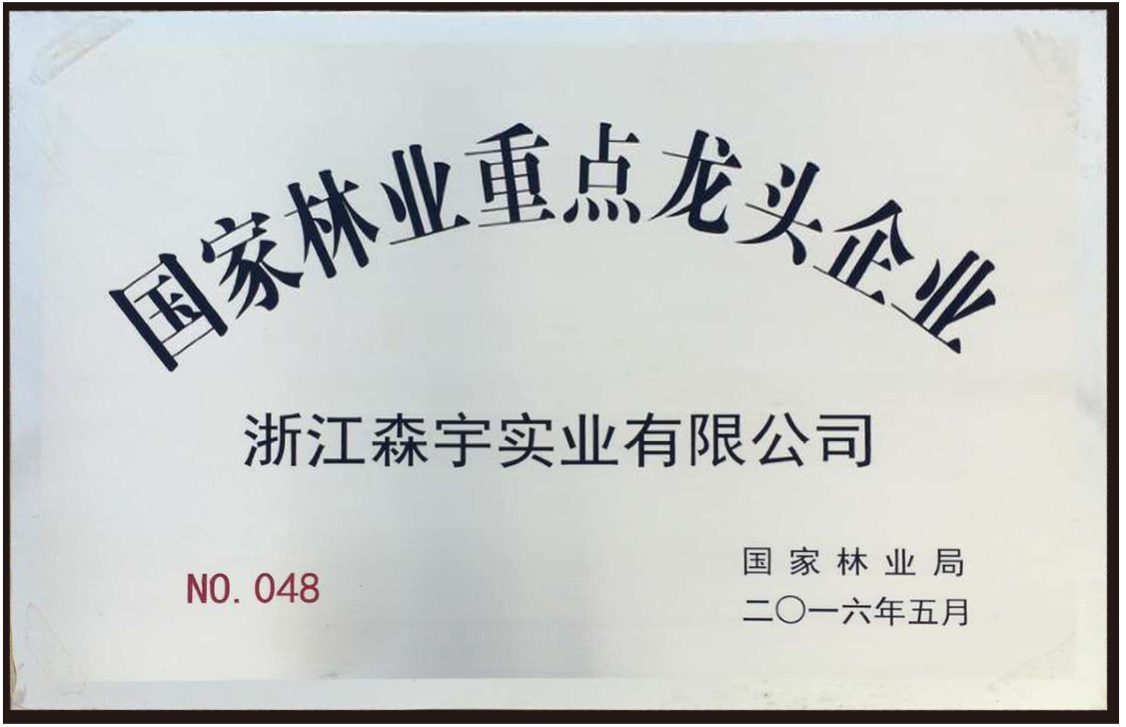 国家林业重点龙头企业
浙江森宇实业有限公司
NO. 048
国家林业局
二〇一六年五月